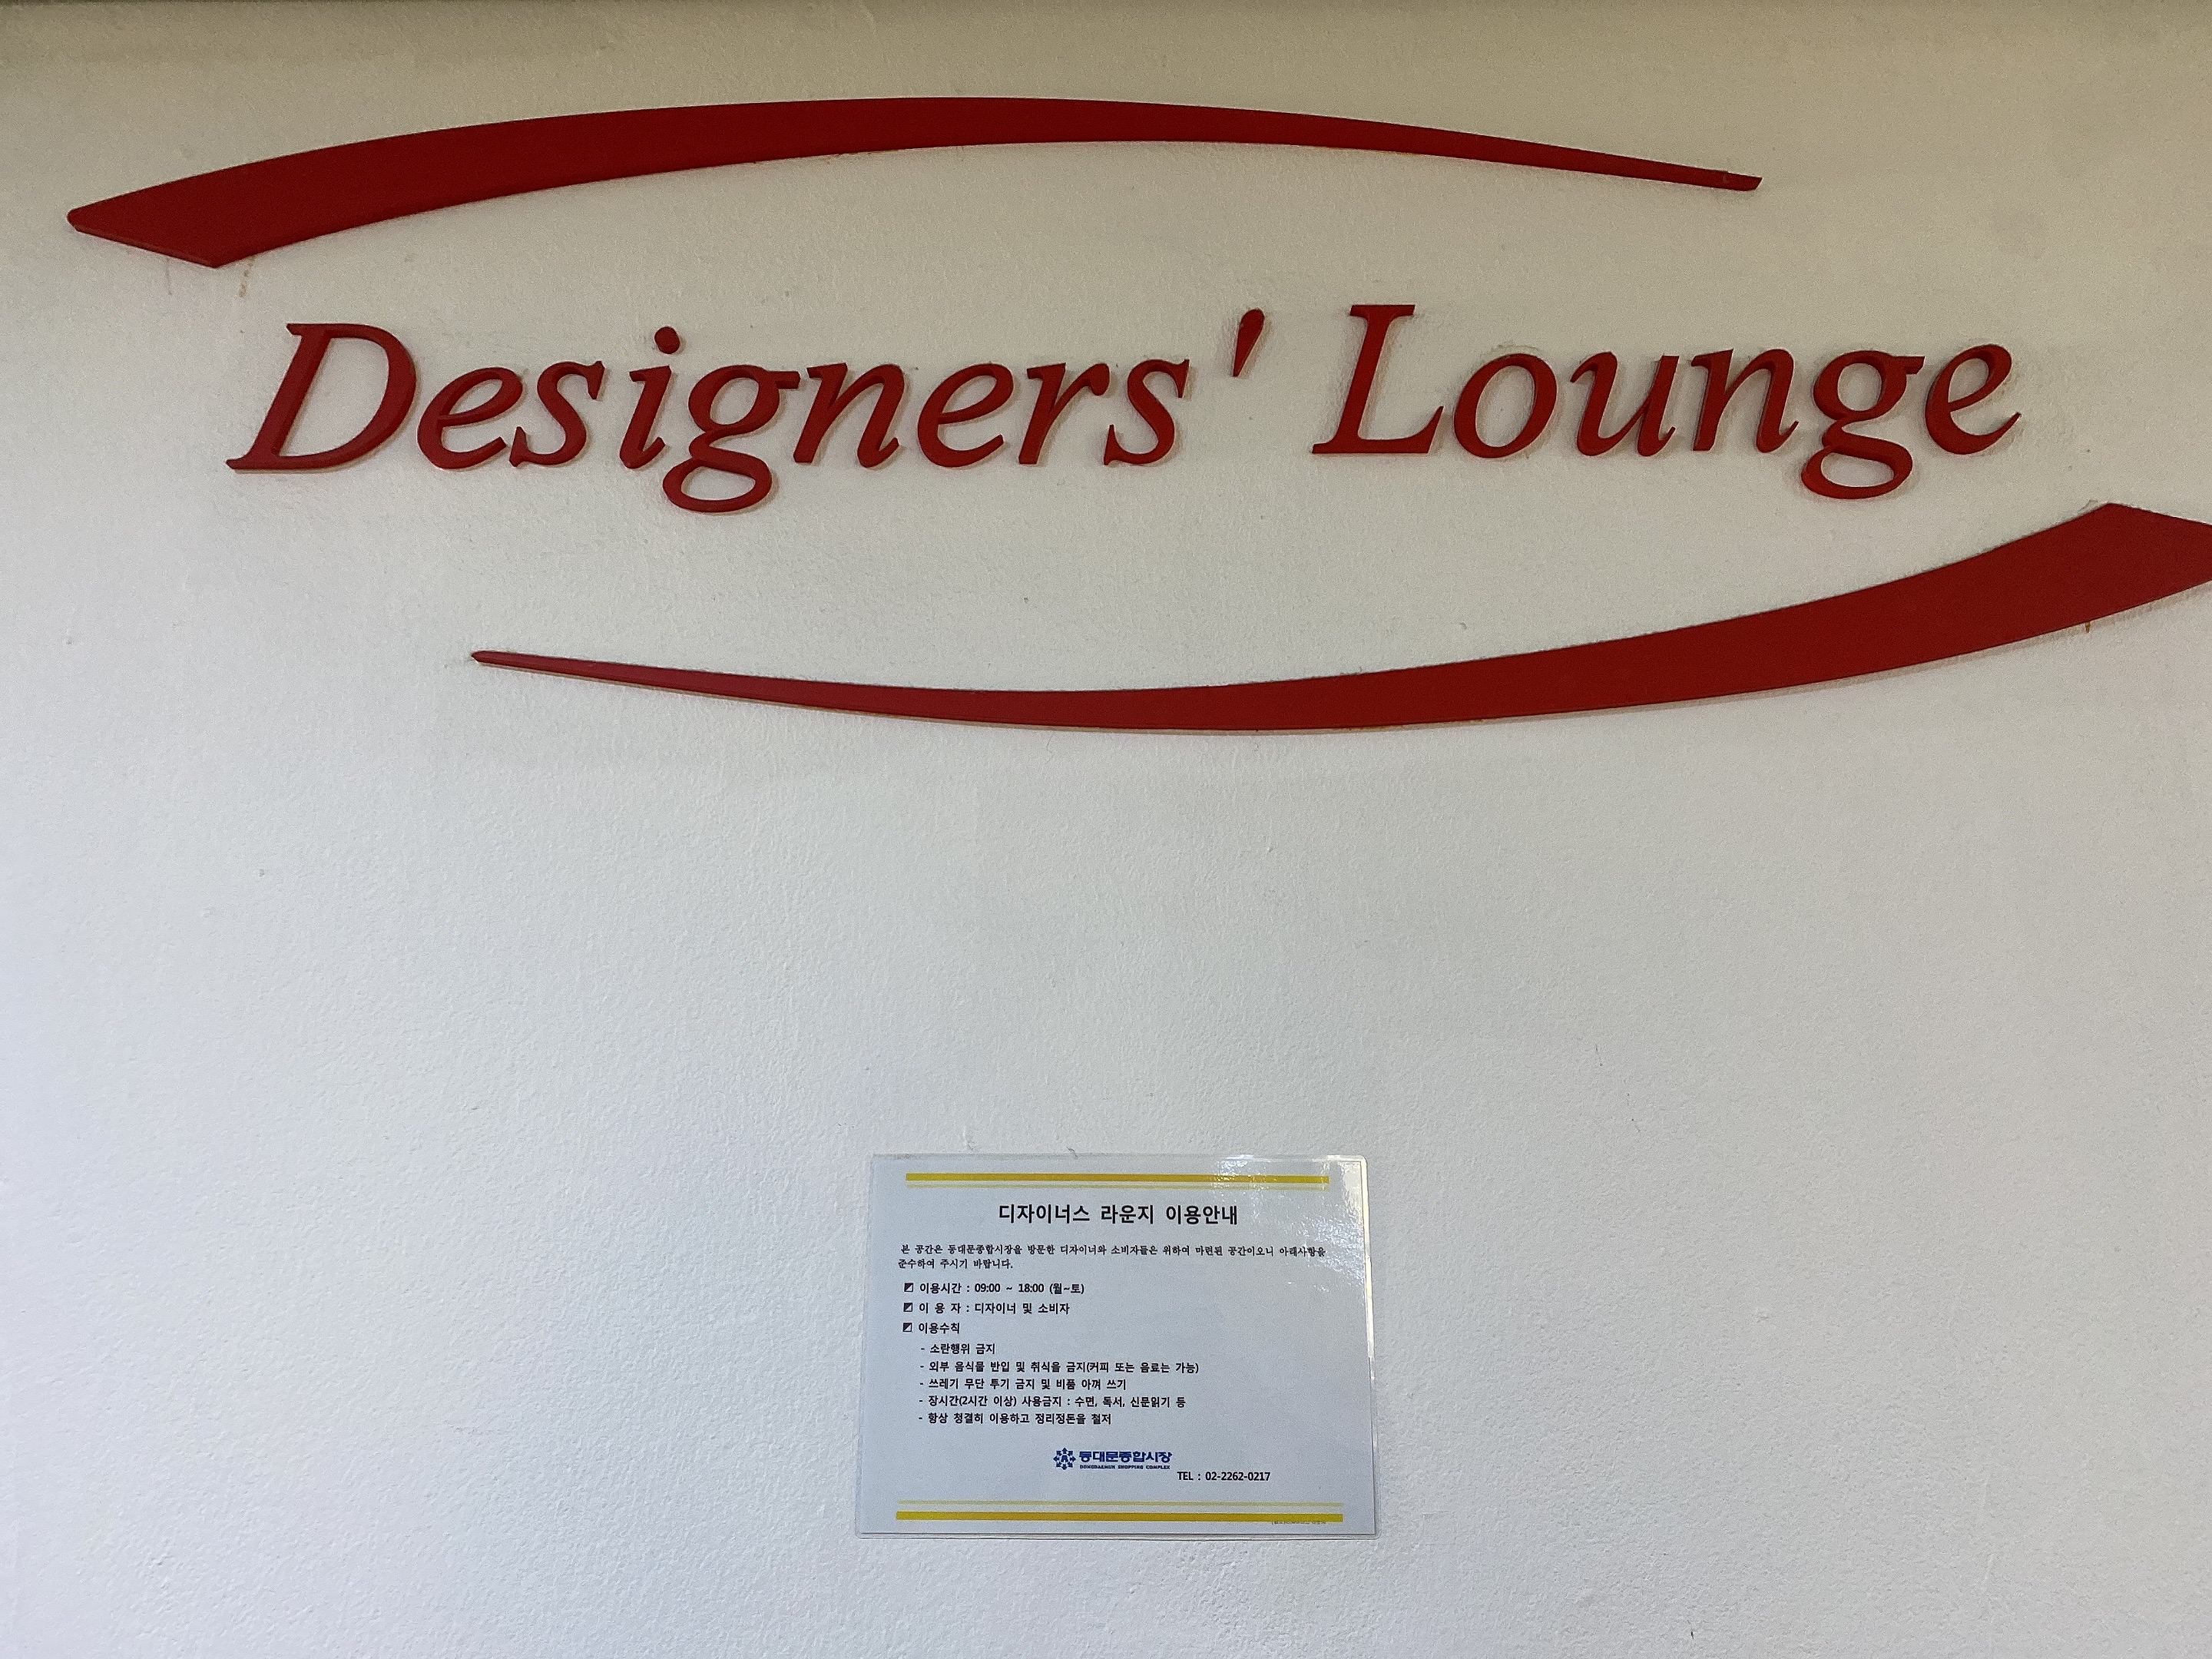 Designers' Lounge
디자이너스 라운지 이용안내
본 공간은 동대문종합시장을 방문한 디자이너와 소비자들은 위하여 마련된 공간이오니 아래사항을
준수하여 주시기 바랍니다.
이용시간 : 09:00 ~ 18:00 (월~토)
이 용 자 : 디자이너 및 소비자
이용수칙
- 소란행위 금지
- 외부 음식물 반입 및 취식을 금지(커피 또는 음료는 가능)
- 쓰레기 무단 투기 금지 및 비품 아껴 쓰기
- 장시간(2시간 이상) 사용금지 : 수면, 독서, 신문읽기 등
- 항상 청결히 이용하고 정리정돈을 철저
동대문종합시장
DONGDAEMUN SHOPPING COMPLEX
TEL : 02-2262-0217